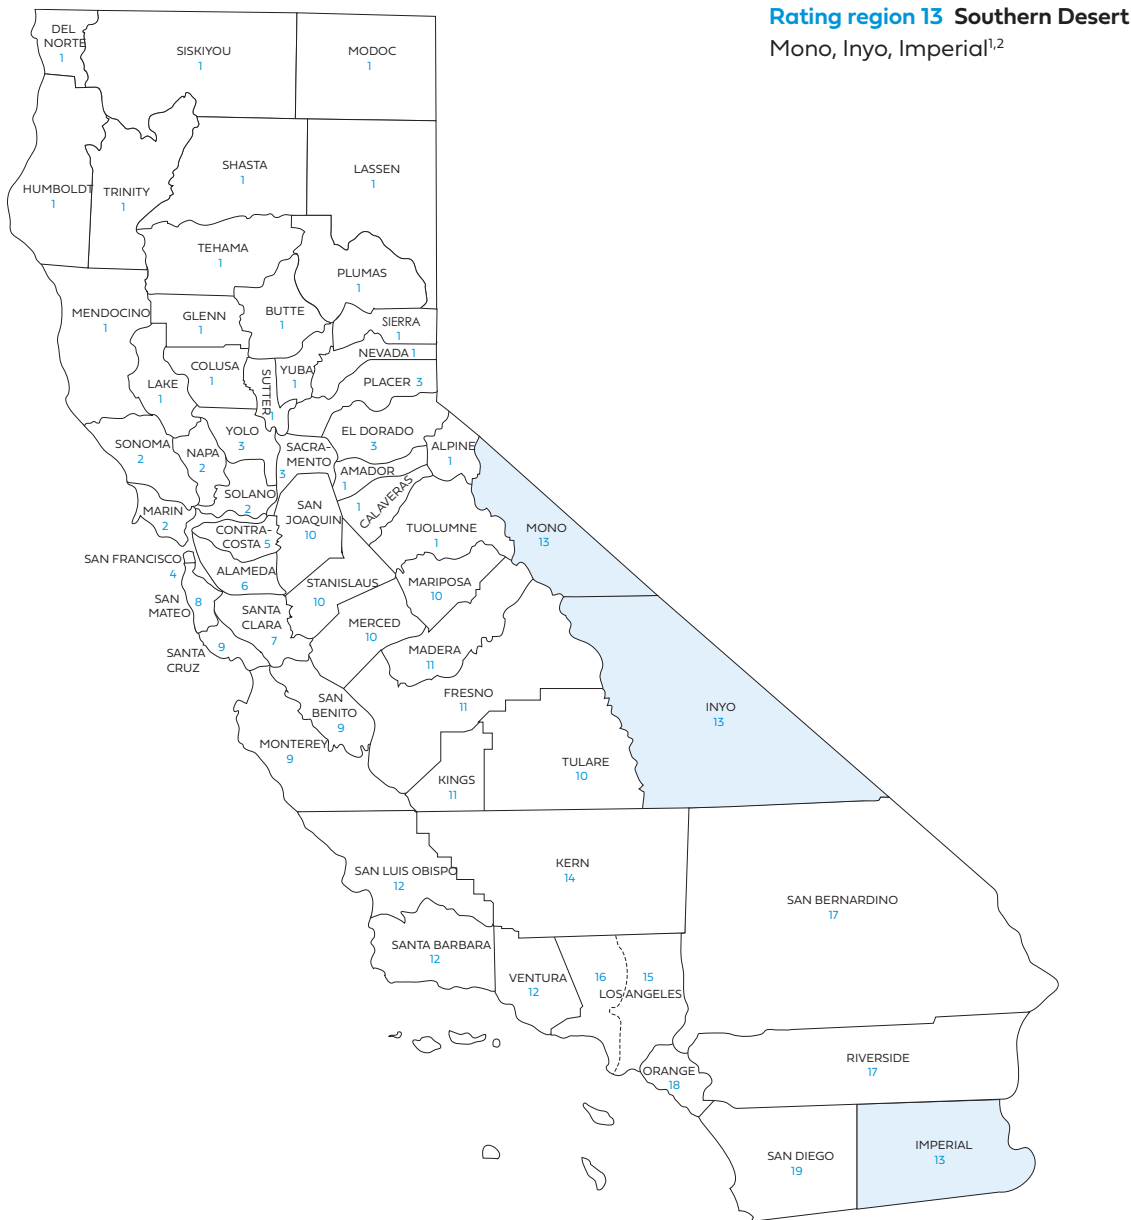 Rating region 13 Southern Desert
Mono, Inyo, Imperial1,2
DEL
NORTE
1
SISKIYOU
1
MODOC
1
HUMBOLDT
1
TRINITY
1
SHASTA
1
LASSEN
1
TEHAMA
1
PLUMAS
1
MENDOCINO
1
GLENN
1
BUTTE
1
SIERRA
1
NEVADA 1
COLUSA
1
SUTTER
1
YUBA
1
PLACER 3
LAKE
1
SONOMA
2
NAPA
2
YOLO
3
SACRA-
MENTO
3
EL DORADO
3
ALPINE
1
AMADOR
1
CALAVERAS
1
SOLANO
2
MARIN
2
SAN
JOAQUIN
10
TUOLUMNE
1
MONO
13
CONTRA-
COSTA 5
SAN FRANCISCO
4
ALAMEDA
6
STANISLAUS
10
MARIPOSA
10
SAN
MATEO
8
SANTA
CLARA
7
MERCED
10
SANTA
CRUZ
9
MADERA
11
FRESNO
11
SAN
BENITO
9
INYO
13
MONTEREY
9
KINGS
11
TULARE
10
SAN LUIS OBISPO
12
KERN
14
SAN BERNARDINO
17
SANTA BARBARA
12
VENTURA
12
16
15
LOS ANGELES
RIVERSIDE
17
ORANGE
18
SAN DIEGO
19
IMPERIAL
13